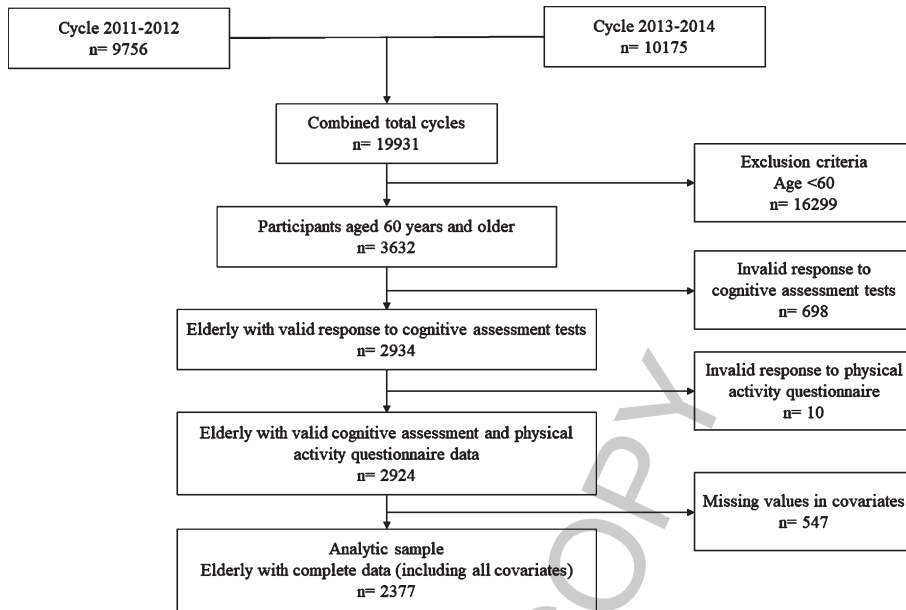 Cycle 2011-2012
n= 9756
Cycle 2013-2014
n= 10175
Combined total cycles
n= 19931
Exclusion criteria
Age <60
n= 16299
Participants aged 60 years and older
n= 3632
Invalid response to
cognitive assessment tests
n= 698
Elderly with valid response to cognitive assessment tests
n= 2934
Invalid response to physical
activity questionnaire
n= 10
Elderly with valid cognitive assessment and physical
activity questionnaire data
n= 2924
Missing values in covariates
n= 547
Analytic sample
Elderly with complete data (including all covariates)
n= 2377
OPY